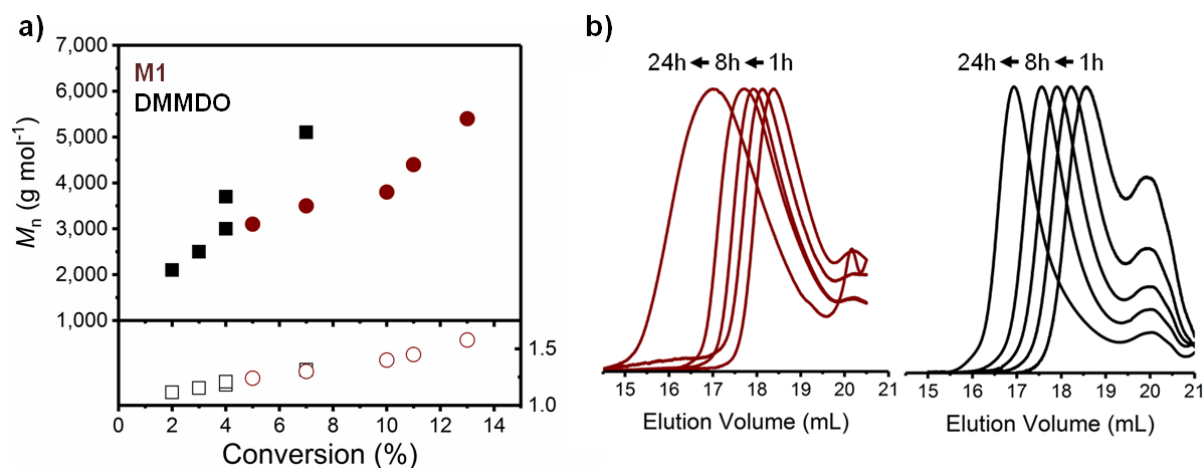 a)
7,000
6,000
5,000
4,000
3,000
2,000
1,000
Mn (g mol⁻¹)
M1
DMMDO
1.5
1.0
0 2 4 6 8 10 12 14
Conversion (%)
b)
24h 8h 1h
15 16 17 18 19 20 21
Elution Volume (mL)
24h 8h 1h
15 16 17 18 19 20 21
Elution Volume (mL)